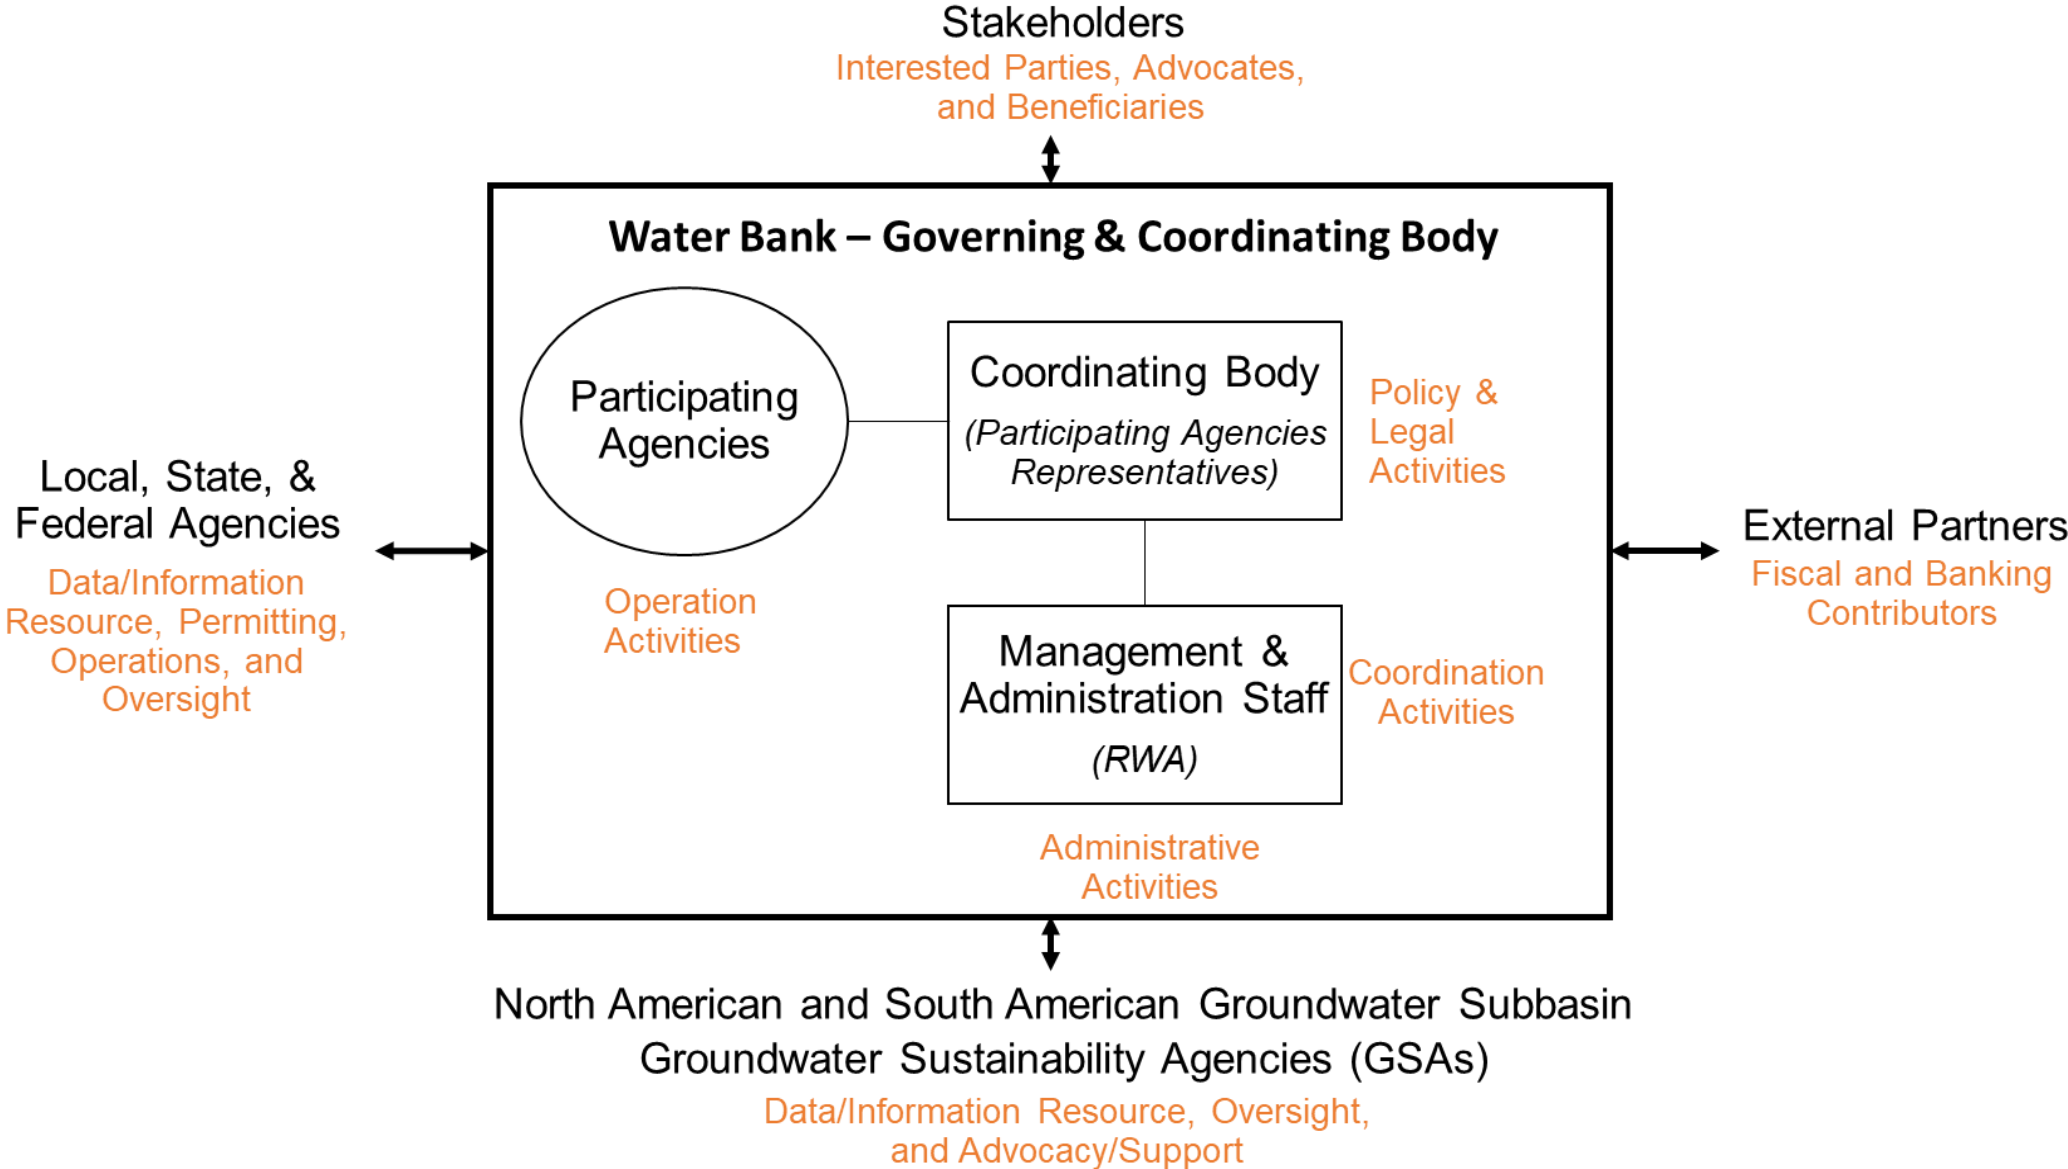 Stakeholders
Interested Parties, Advocates,
and Beneficiaries
Water Bank – Governing & Coordinating Body
Participating
Agencies
Operation
Activities
Coordinating Body
(Participating Agencies
Representatives)
Policy &
Legal
Activities
Management &
Administration Staff
(RWA)
Coordination
Activities
Administrative
Activities
Local, State, &
Federal Agencies
Data/Information
Resource, Permitting,
Operations, and
Oversight
External Partners
Fiscal and Banking
Contributors
North American and South American Groundwater Subbasin
Groundwater Sustainability Agencies (GSAs)
Data/Information Resource, Oversight,
and Advocacy/Support